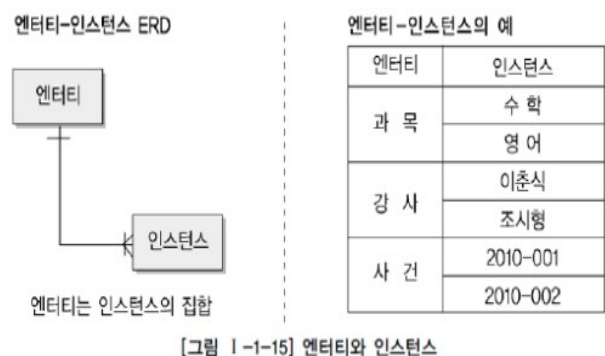 엔터티-인스턴스 ERD
엔터티
인스턴스
엔터티는 인스턴스의 집합
엔터티-인스턴스의 예
엔터티 인스턴스
과 목 수 학
영 어
강 사 이춘식
조시형
사 건 2010-001
2010-002
[그림 Ⅰ-1-15] 엔터티와 인스턴스